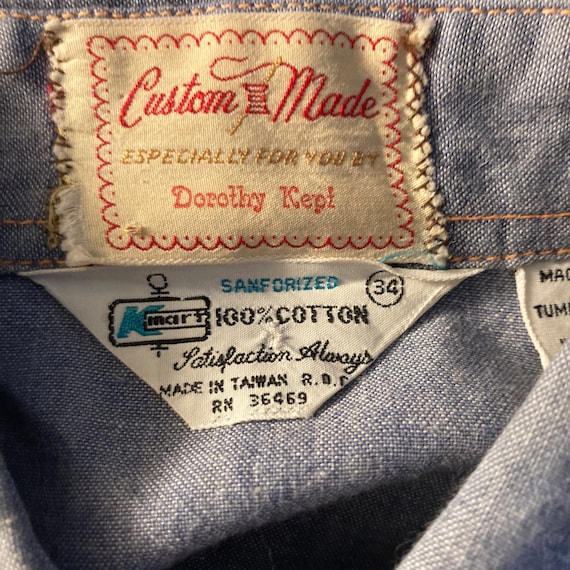 Custom Made
ESPECIALLY FOR YOU BY
Dorothy Kepl
SANFORIZED
34
Kmart 100% COTTON
Satisfaction Always
MADE IN TAIWAN R.O.C
RN 36469
TUM